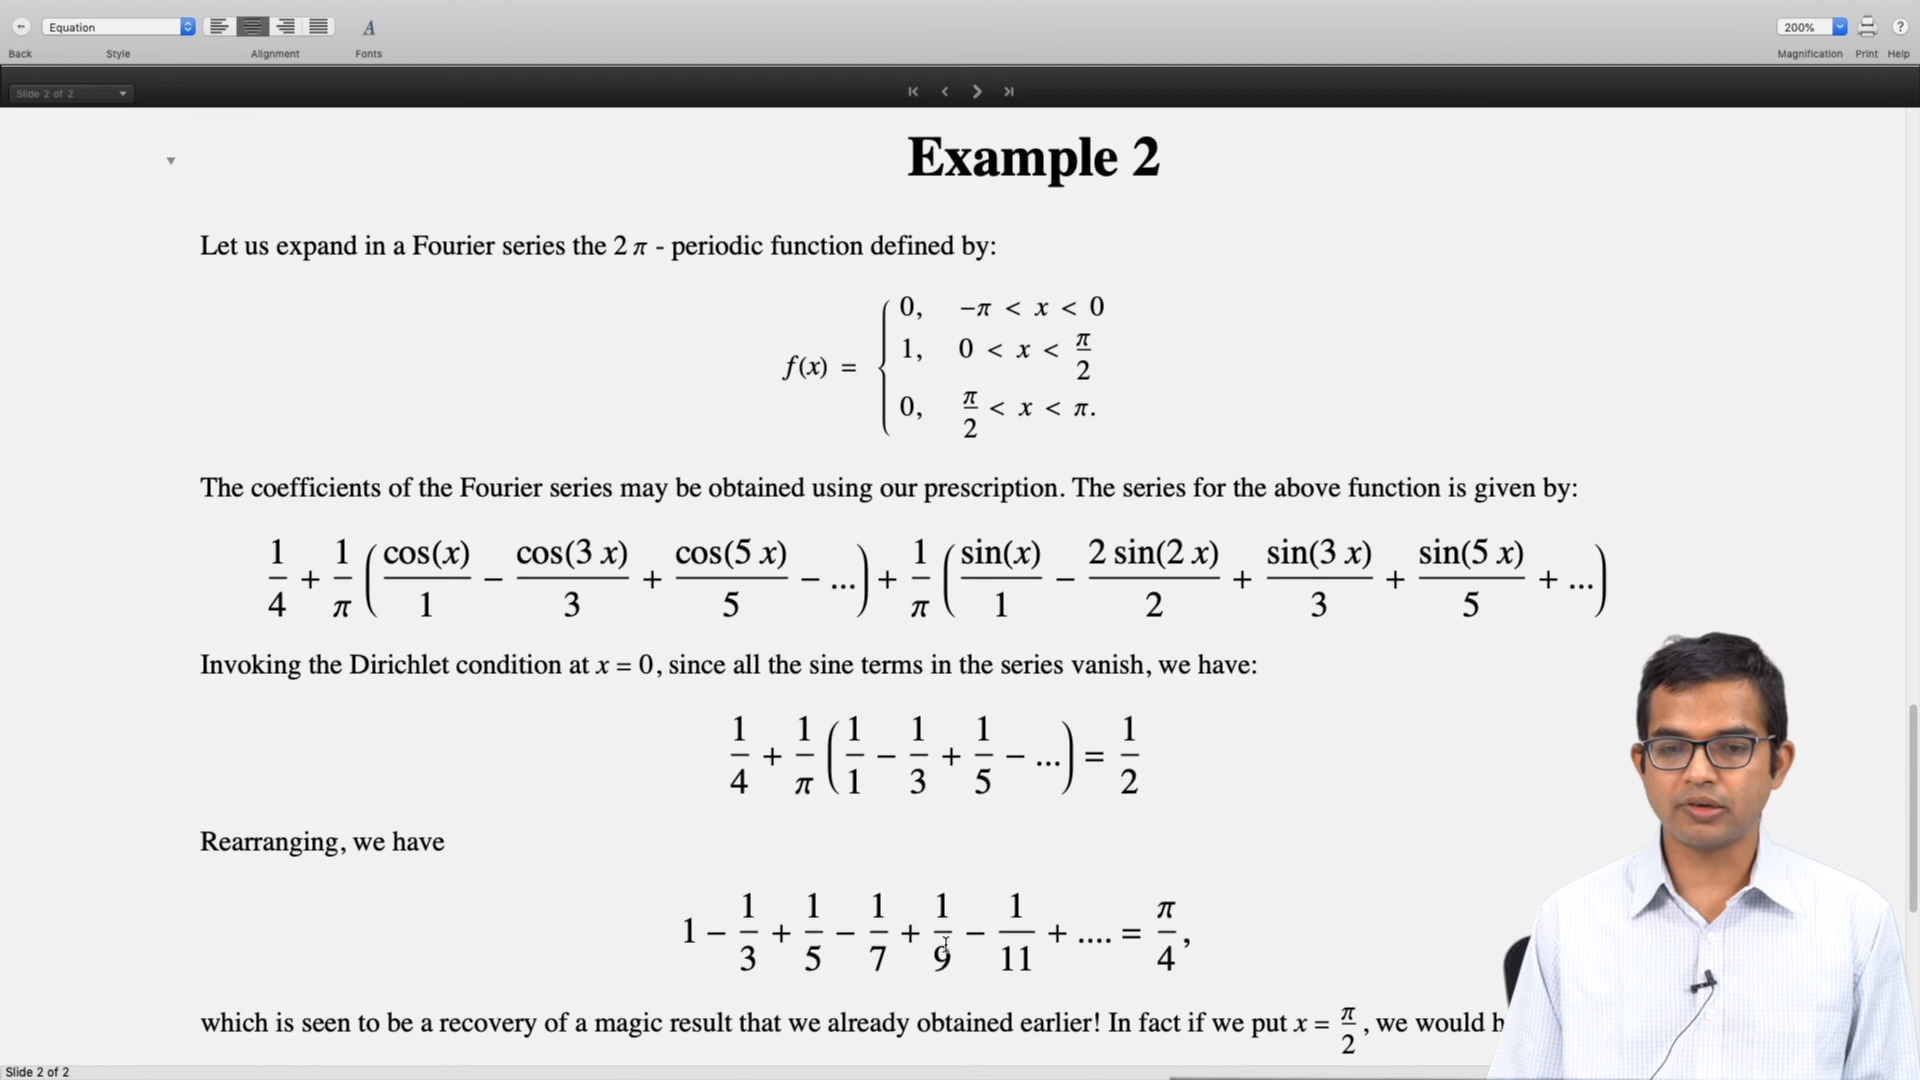 Equation
200%
Back Style Alignment Fonts Magnification Print Help
Slide 2 of 2
Example 2
Let us expand in a Fourier series the 2 π - periodic function defined by:
f(x) = { 0, −π < x < 0
1, 0 < x < π/2
0, π/2 < x < π.
The coefficients of the Fourier series may be obtained using our prescription. The series for the above function is given by:
1/4 + 1/π (cos(x)/1 − cos(3 x)/3 + cos(5 x)/5 − ...) + 1/π (sin(x)/1 − 2 sin(2 x)/2 + sin(3 x)/3 + sin(5 x)/5 + ...)
Invoking the Dirichlet condition at x = 0, since all the sine terms in the series vanish, we have:
1/4 + 1/π (1/1 − 1/3 + 1/5 − ...) = 1/2
Rearranging, we have
1 − 1/3 + 1/5 − 1/7 + 1/9 − 1/11 + .... = π/4,
which is seen to be a recovery of a magic result that we already obtained earlier! In fact if we put x = π/2, we would
Slide 2 of 2